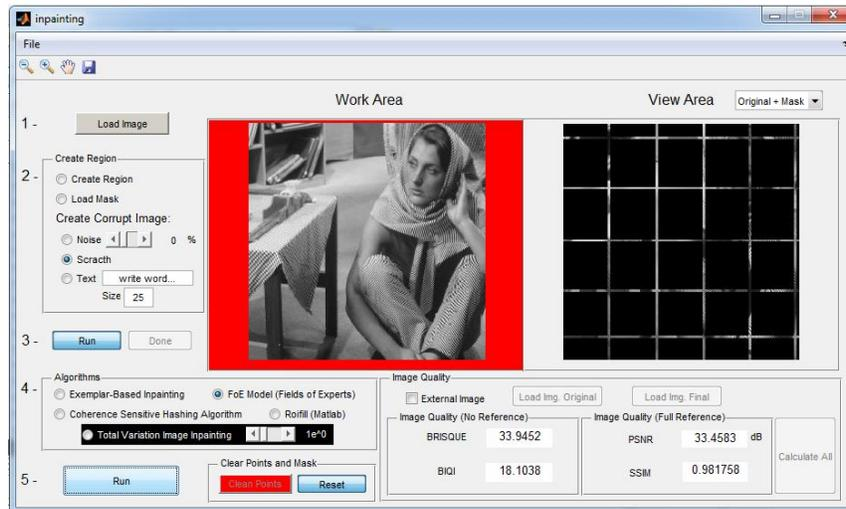 inpainting
File
Work Area
View Area
Original + Mask
1 -
Load Image
Create Region
2 -
Create Region
Load Mask
Create Corrupt Image:
Noise
0 %
Scracth
Text
write word...
Size
25
3 -
Run
Done
4 -
Algorithms
Exemplar-Based Inpainting
FoE Model (Fields of Experts)
Coherence Sensitive Hashing Algorithm
Roifill (Matlab)
Total Variation Image Inpainting
1e^0
5 -
Run
Clear Points and Mask
Clean Points
Reset
Image Quality
External Image
Load Img. Original
Load Img. Final
Image Quality (No Reference)
BRISQUE
33.9452
BIQI
18.1038
Image Quality (Full Reference)
PSNR
33.4583 dB
SSIM
0.981758
Calculate All